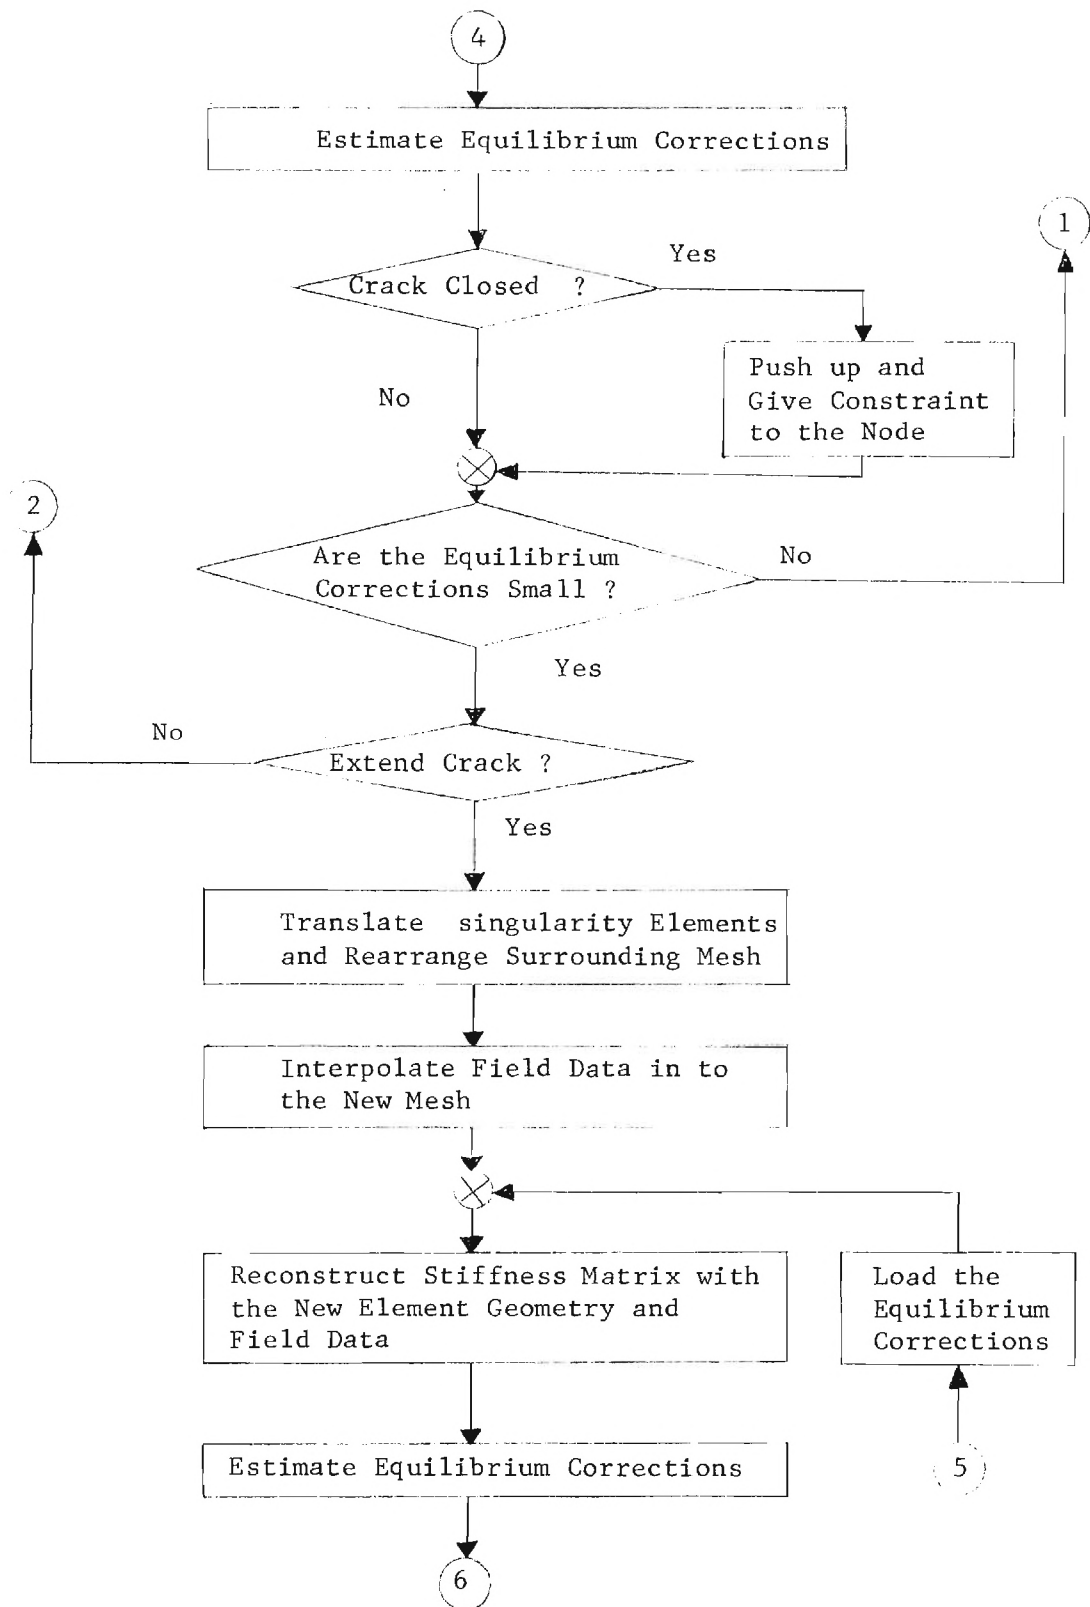 4
Estimate Equilibrium Corrections
1
Yes
Crack Closed ?
Push up and
Give Constraint
to the Node
No
2
Are the Equilibrium
Corrections Small ?
No
Yes
No
Extend Crack ?
Yes
Translate singularity Elements
and Rearrange Surrounding Mesh
Interpolate Field Data in to
the New Mesh
Reconstruct Stiffness Matrix with
the New Element Geometry and
Field Data
Load the
Equilibrium
Corrections
Estimate Equilibrium Corrections
5
6